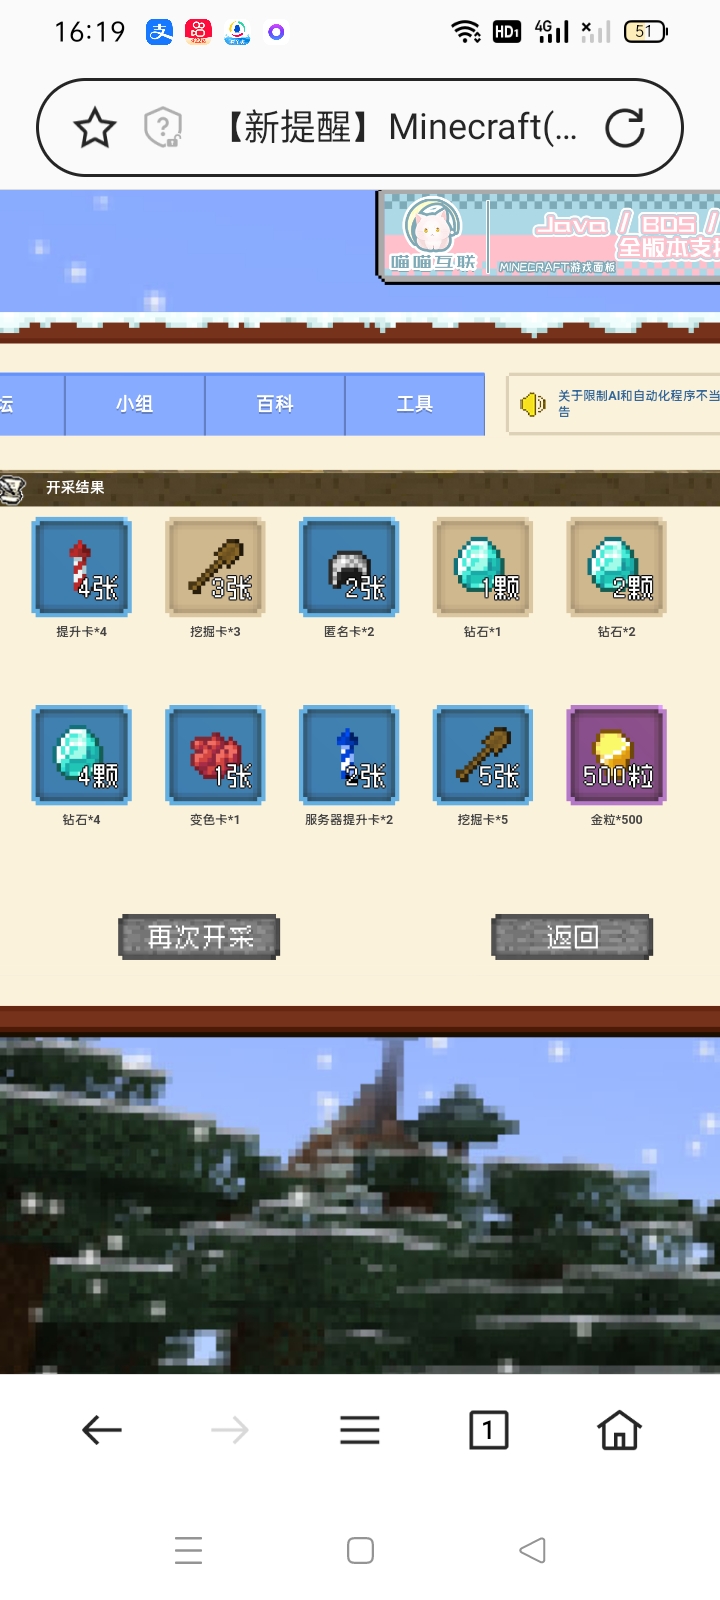 16:19
HD1
4G
51
【新提醒】Minecraft(...
喵喵互联
Java / BDS /
全版本支持
MINECRAFT游戏面板
坛
小组
百科
工具
关于限制AI和自动化程序不当
告
开采结果
4张
3张
2张
1颗
2颗
提升卡*4
挖掘卡*3
匿名卡*2
钻石*1
钻石*2
4颗
1张
2张
5张
500粒
钻石*4
变色卡*1
服务器提升卡*2
挖掘卡*5
金粒*500
再次开采
返回
1